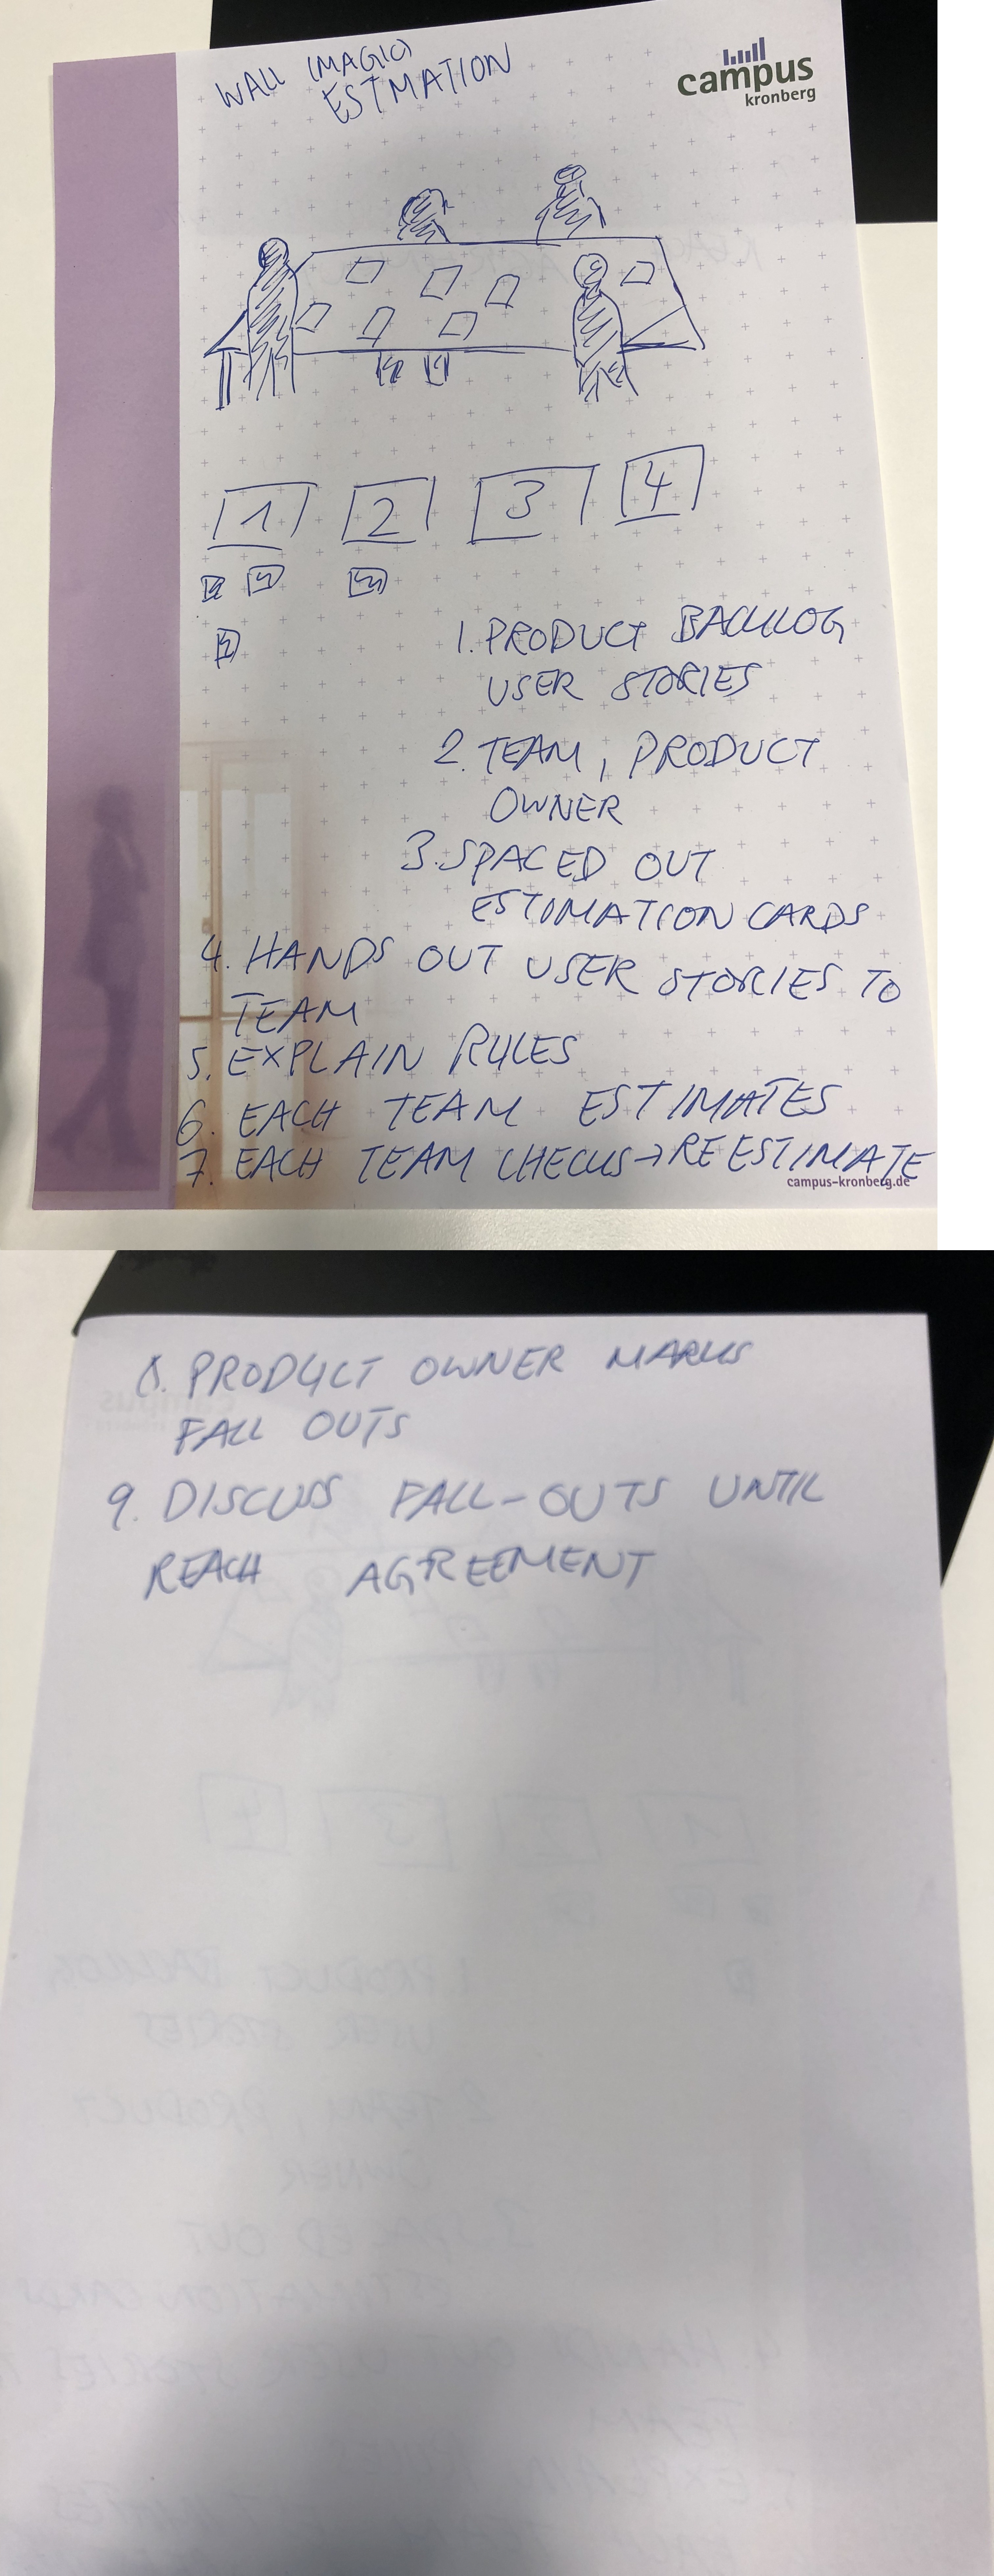 WALL (MAGIC)
ESTMATION
campus
kronberg
1 2 3 4
1. PRODUCT BACKLOG
USER STORIES
2. TEAM, PRODUCT
OWNER
3. SPACED OUT
ESTIMATION CARDS
4. HANDS OUT USER STORIES TO
TEAM
5. EXPLAIN RULES
6. EACH TEAM ESTIMATES
7. EACH TEAM CHECKS → REESTIMATE
campus-kronberg.de
8. PRODUCT OWNER MARKS
FALL OUTS
9. DISCUSS FALL-OUTS UNTIL
REACH AGREEMENT